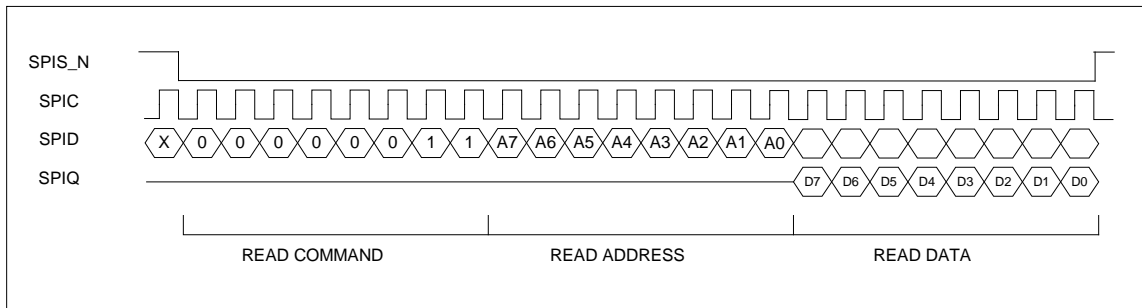 SPIS_N
SPIC
SPID X 0 0 0 0 0 0 1 1 A7 A6 A5 A4 A3 A2 A1 A0
SPIQ D7 D6 D5 D4 D3 D2 D1 D0
READ COMMAND READ ADDRESS READ DATA